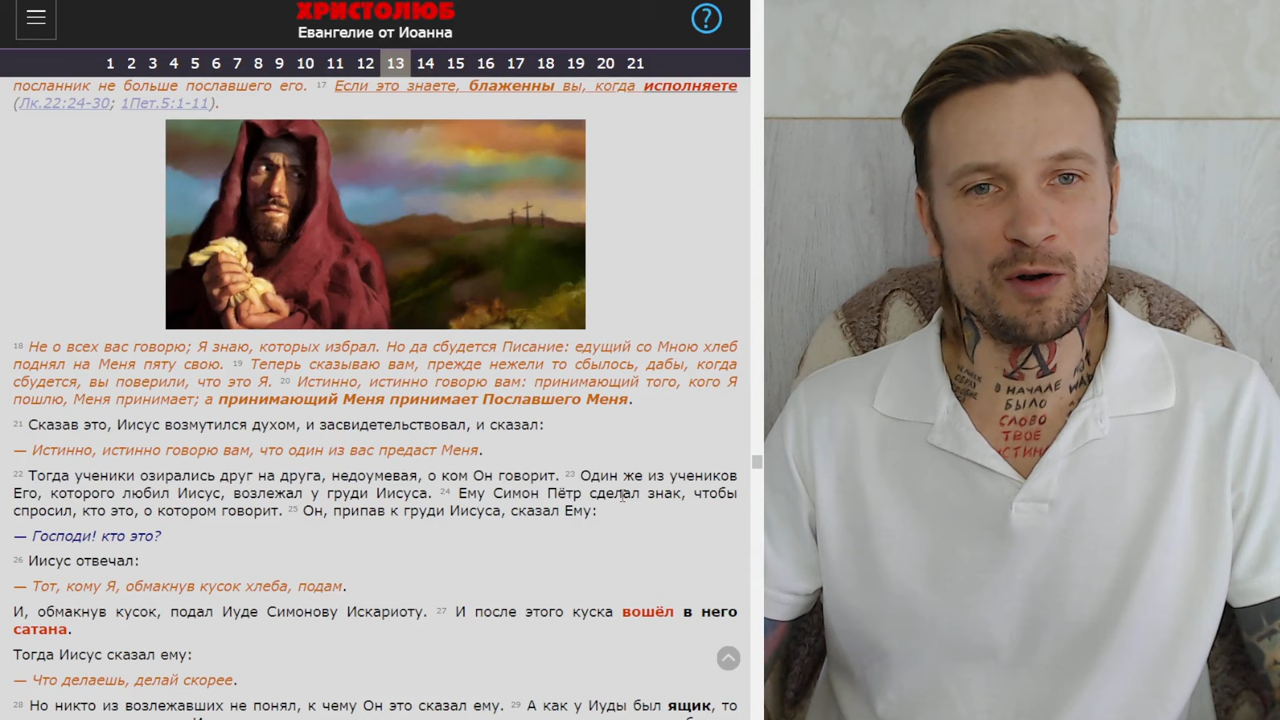 ХРИСТОЛЮБ
Евангелие от Иоанна
1 2 3 4 5 6 7 8 9 10 11 12 13 14 15 16 17 18 19 20 21
посланник не больше пославшего его. 17 Если это знаете, блаженны вы, когда исполняете
(Лк.22:24-30; 1Пет.5:1-11).
18 Не о всех вас говорю; Я знаю, которых избрал. Но да сбудется Писание: едущий со Мною хлеб
поднял на Меня пяту свою. 19 Теперь сказываю вам, прежде нежели то сбылось, дабы, когда
сбудется, вы поверили, что это Я. 20 Истинно, истинно говорю вам: принимающий того, кого Я
пошлю, Меня принимает; а принимающий Меня принимает Пославшего Меня.
21 Сказав это, Иисус возмутился духом, и засвидетельствовал, и сказал:
— Истинно, истинно говорю вам, что один из вас предаст Меня.
22 Тогда ученики озирались друг на друга, недоумевая, о ком Он говорит. 23 Один же из учеников
Его, которого любил Иисус, возлежал у груди Иисуса. 24 Ему Симон Пётр сделал знак, чтобы
спросил, кто это, о котором говорит. 25 Он, припав к груди Иисуса, сказал Ему:
— Господи! кто это?
26 Иисус отвечал:
— Тот, кому Я, обмакнув кусок хлеба, подам.
И, обмакнув кусок, подал Иуде Симонову Искариоту. 27 И после этого куска вошёл в него
сатана.
Тогда Иисус сказал ему:
— Что делаешь, делай скорее.
28 Но никто из возлежавших не понял, к чему Он это сказал ему. 29 А как у Иуды был ящик, то
В НАЧАЛЕ
БЫЛО
СЛОВО
ТВОЕ